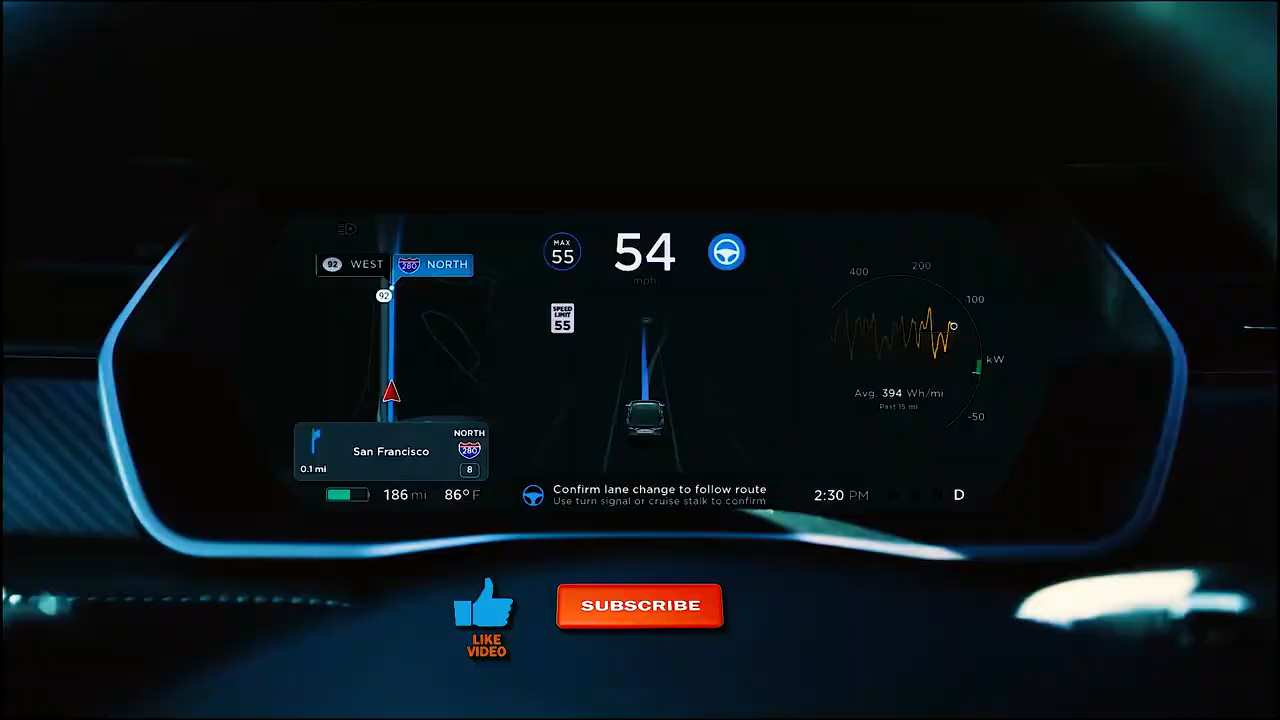 92 WEST
280 NORTH
92
NORTH
San Francisco
280
0.1 mi
8
186 mi 86° F
MAX
55
54
mph
SPEED
LIMIT
55
Confirm lane change to follow route
Use turn signal or cruise stalk to confirm
400
200
100
kW
-50
Avg. 394 Wh/mi
Past 15 mi
2:30 PM
D
LIKE
VIDEO
SUBSCRIBE